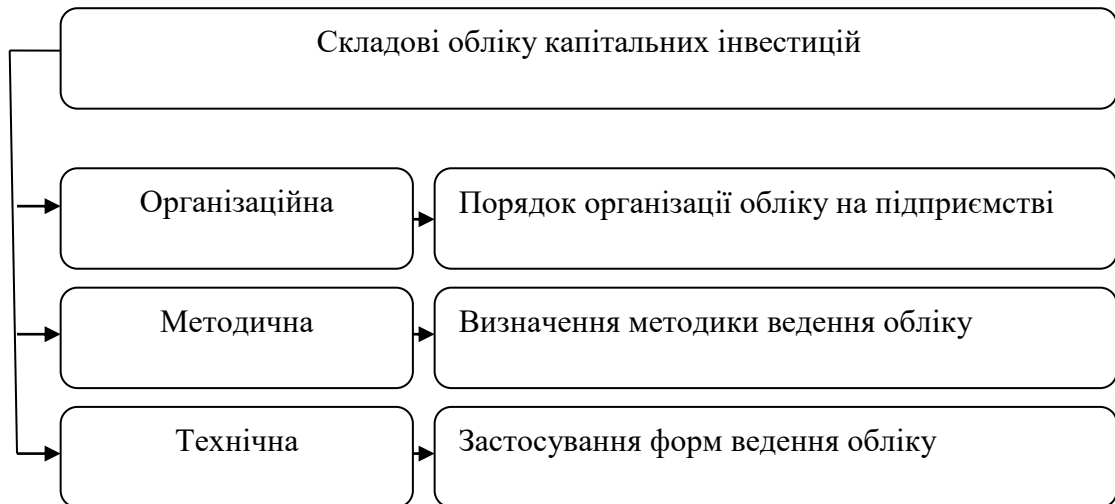 Складові обліку капітальних інвестицій
Організаційна
Порядок організації обліку на підприємстві
Методична
Визначення методики ведення обліку
Технічна
Застосування форм ведення обліку